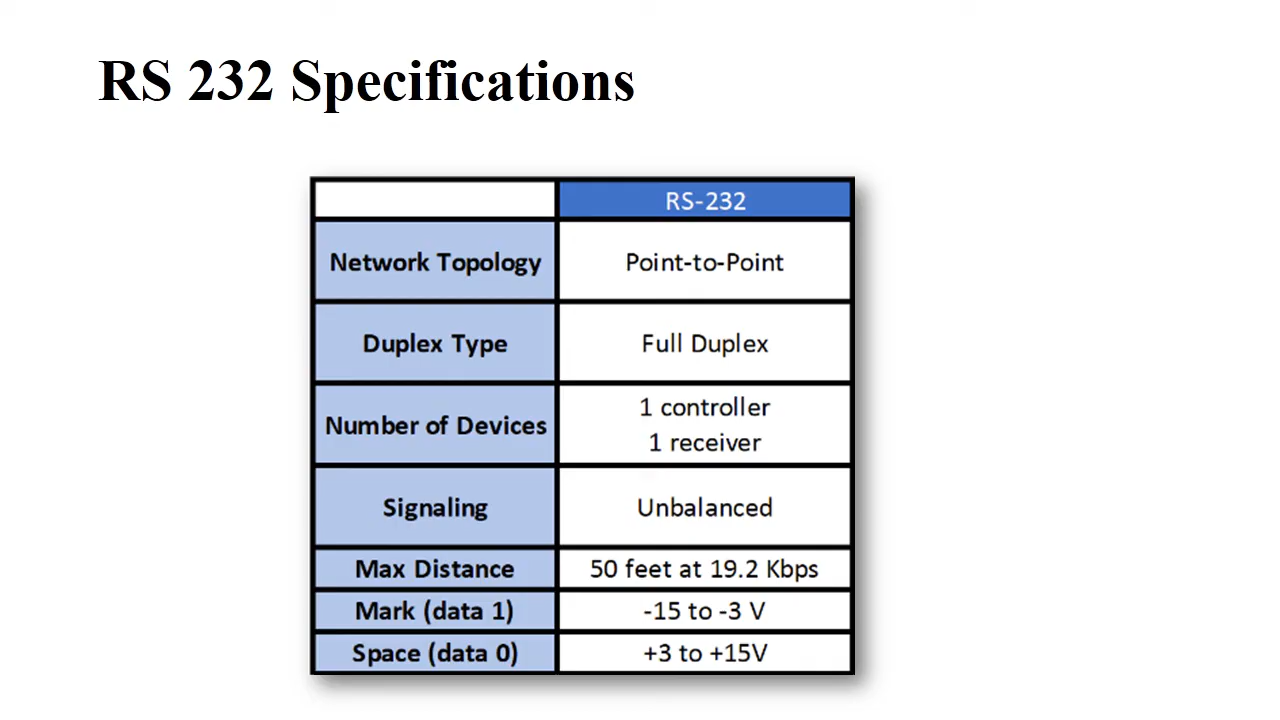 RS 232 Specifications
RS-232
Network Topology
Point-to-Point
Duplex Type
Full Duplex
Number of Devices
1 controller
1 receiver
Signaling
Unbalanced
Max Distance
50 feet at 19.2 Kbps
Mark (data 1)
-15 to -3 V
Space (data 0)
+3 to +15V